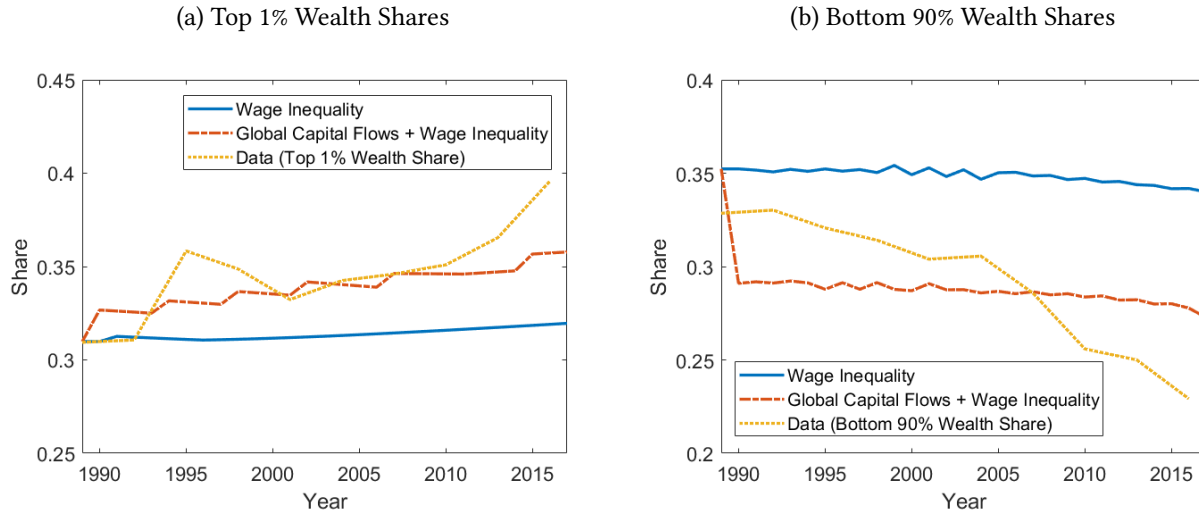 (a) Top 1% Wealth Shares
0.45
0.4
0.35
0.3
0.25
Share
1990 1995 2000 2005 2010 2015
Year
Wage Inequality
Global Capital Flows + Wage Inequality
Data (Top 1% Wealth Share)
(b) Bottom 90% Wealth Shares
0.4
0.35
0.3
0.25
0.2
Share
1990 1995 2000 2005 2010 2015
Year
Wage Inequality
Global Capital Flows + Wage Inequality
Data (Bottom 90% Wealth Share)